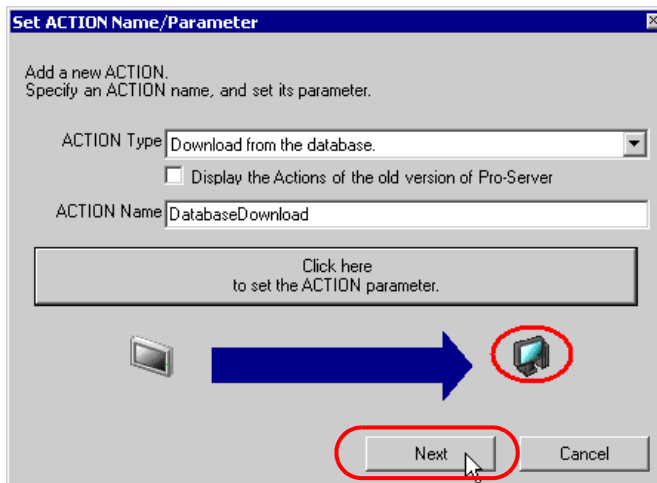 Set ACTION Name/Parameter
Add a new ACTION.
Specify an ACTION name, and set its parameter.
ACTION Type Download from the database.
Display the Actions of the old version of Pro-Server
ACTION Name DatabaseDownload
Click here
to set the ACTION parameter.
Next Cancel